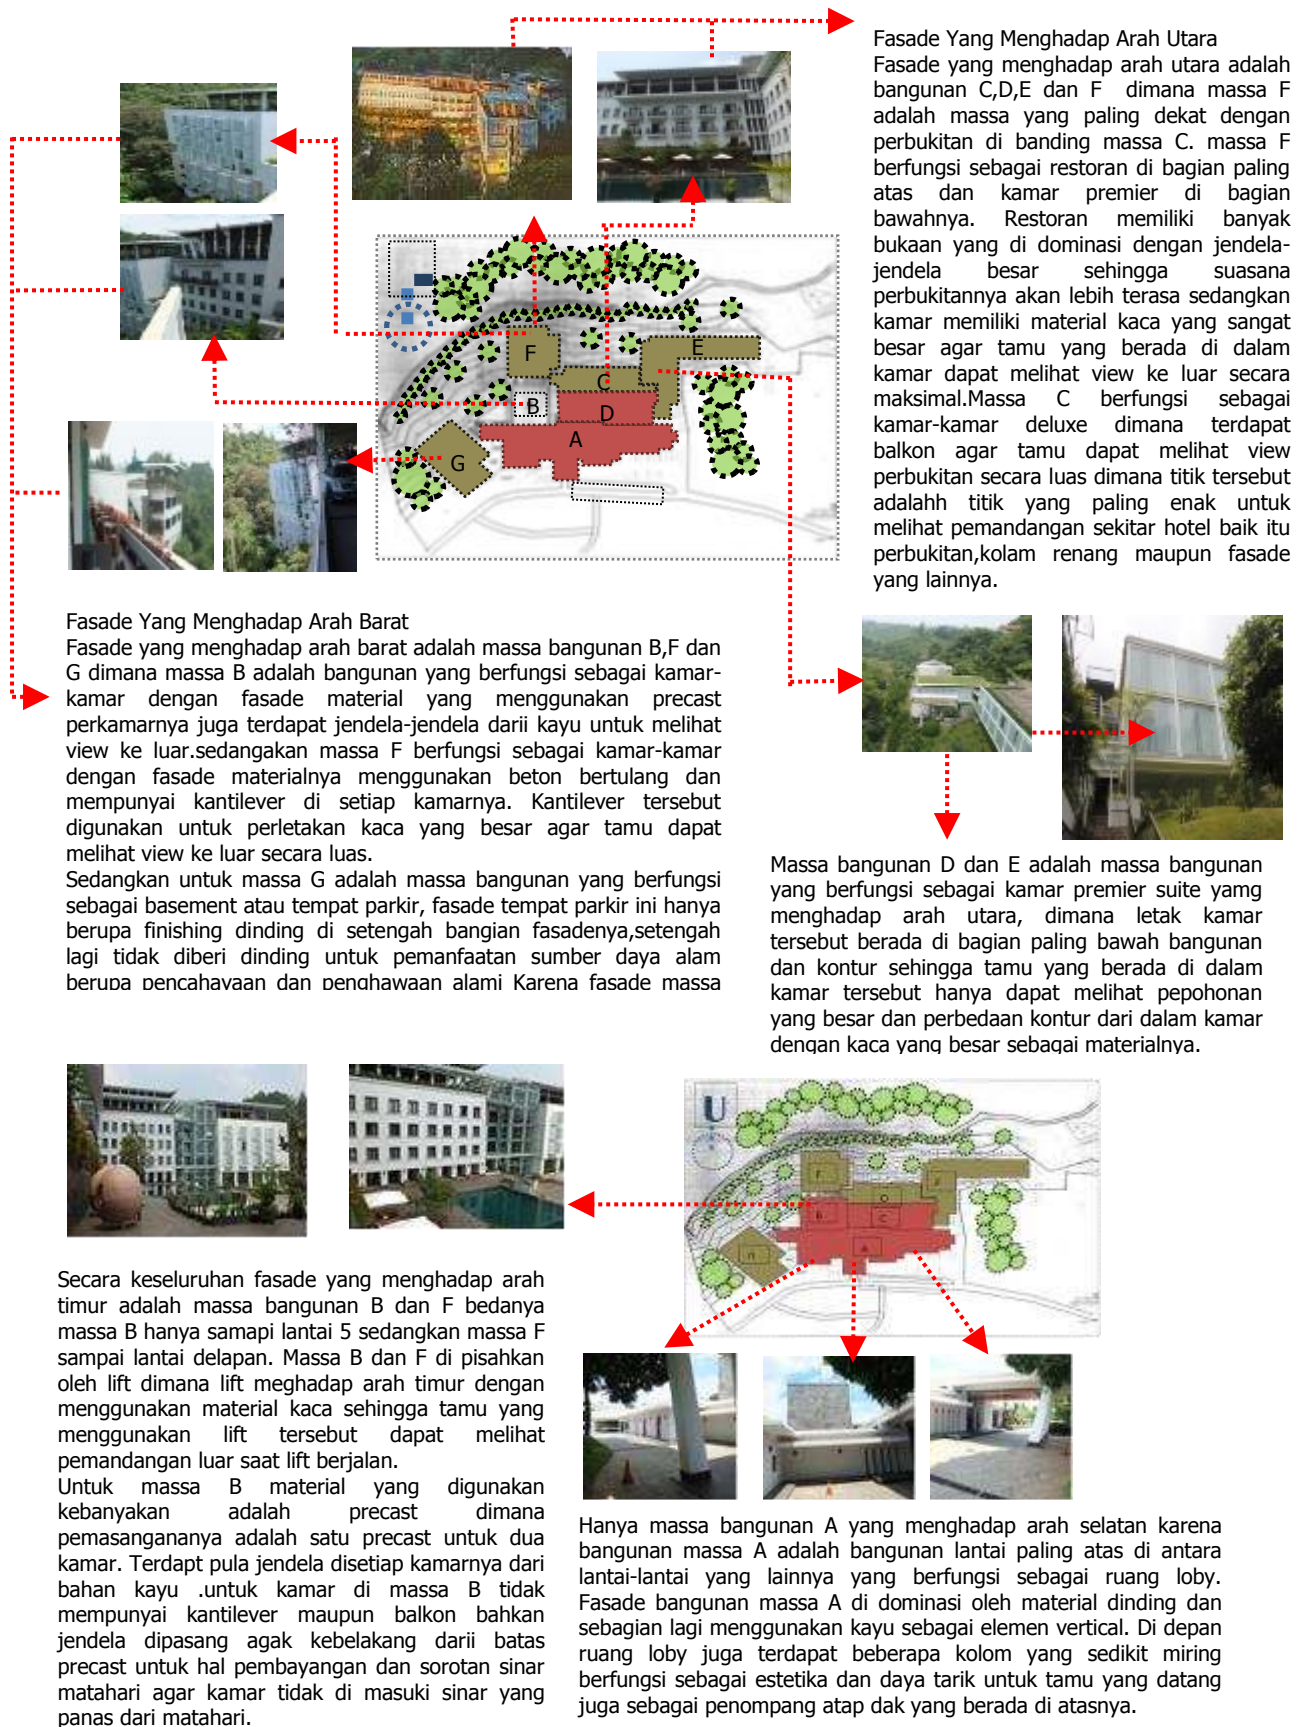 Fasade Yang Menghadap Arah Utara
Fasade yang menghadap arah utara adalah
bangunan C,D,E dan F dimana massa F
adalah massa yang paling dekat dengan
perbukitan di banding massa C. massa F
berfungsi sebagai restoran di bagian paling
atas dan kamar premier di bagian
bawahnya. Restoran memiliki banyak
bukaan yang di dominasi dengan jendela-
jendela besar sehingga suasana
perbukitannya akan lebih terasa sedangkan
kamar memiliki material kaca yang sangat
besar agar tamu yang berada di dalam
kamar dapat melihat view ke luar secara
maksimal.Massa C berfungsi sebagai
kamar-kamar deluxe dimana terdapat
balkon agar tamu dapat melihat view
perbukitan secara luas dimana titik tersebut
adalahh titik yang paling enak untuk
melihat pemandangan sekitar hotel baik itu
perbukitan,kolam renang maupun fasade
yang lainnya.
F
E
C
B
D
A
G
Fasade Yang Menghadap Arah Barat
Fasade yang menghadap arah barat adalah massa bangunan B,F dan
G dimana massa B adalah bangunan yang berfungsi sebagai kamar-
kamar dengan fasade material yang menggunakan precast
perkamarnya juga terdapat jendela-jendela darii kayu untuk melihat
view ke luar.sedangakan massa F berfungsi sebagai kamar-kamar
dengan fasade materialnya menggunakan beton bertulang dan
mempunyai kantilever di setiap kamarnya. Kantilever tersebut
digunakan untuk perletakan kaca yang besar agar tamu dapat
melihat view ke luar secara luas.
Sedangkan untuk massa G adalah massa bangunan yang berfungsi
sebagai basement atau tempat parkir, fasade tempat parkir ini hanya
berupa finishing dinding di setengah bangian fasadenya,setengah
lagi tidak diberi dinding untuk pemanfaatan sumber daya alam
berupa pencahayaan dan penghawaan alami Karena fasade massa
Massa bangunan D dan E adalah massa bangunan
yang berfungsi sebagai kamar premier suite yamg
menghadap arah utara, dimana letak kamar
tersebut berada di bagian paling bawah bangunan
dan kontur sehingga tamu yang berada di dalam
kamar tersebut hanya dapat melihat pepohonan
yang besar dan perbedaan kontur dari dalam kamar
dengan kaca yang besar sebagai materialnya.
U
Secara keseluruhan fasade yang menghadap arah
timur adalah massa bangunan B dan F bedanya
massa B hanya samapi lantai 5 sedangkan massa F
sampai lantai delapan. Massa B dan F di pisahkan
oleh lift dimana lift meghadap arah timur dengan
menggunakan material kaca sehingga tamu yang
menggunakan lift tersebut dapat melihat
pemandangan luar saat lift berjalan.
Untuk massa B material yang digunakan
kebanyakan adalah precast dimana
pemasangananya adalah satu precast untuk dua
kamar. Terdapt pula jendela disetiap kamarnya dari
bahan kayu .untuk kamar di massa B tidak
mempunyai kantilever maupun balkon bahkan
jendela dipasang agak kebelakang darii batas
precast untuk hal pembayangan dan sorotan sinar
matahari agar kamar tidak di masuki sinar yang
panas dari matahari.
Hanya massa bangunan A yang menghadap arah selatan karena
bangunan massa A adalah bangunan lantai paling atas di antara
lantai-lantai yang lainnya yang berfungsi sebagai ruang loby.
Fasade bangunan massa A di dominasi oleh material dinding dan
sebagian lagi menggunakan kayu sebagai elemen vertical. Di depan
ruang loby juga terdapat beberapa kolom yang sedikit miring
berfungsi sebagai estetika dan daya tarik untuk tamu yang datang
juga sebagai penompang atap dak yang berada di atasnya.